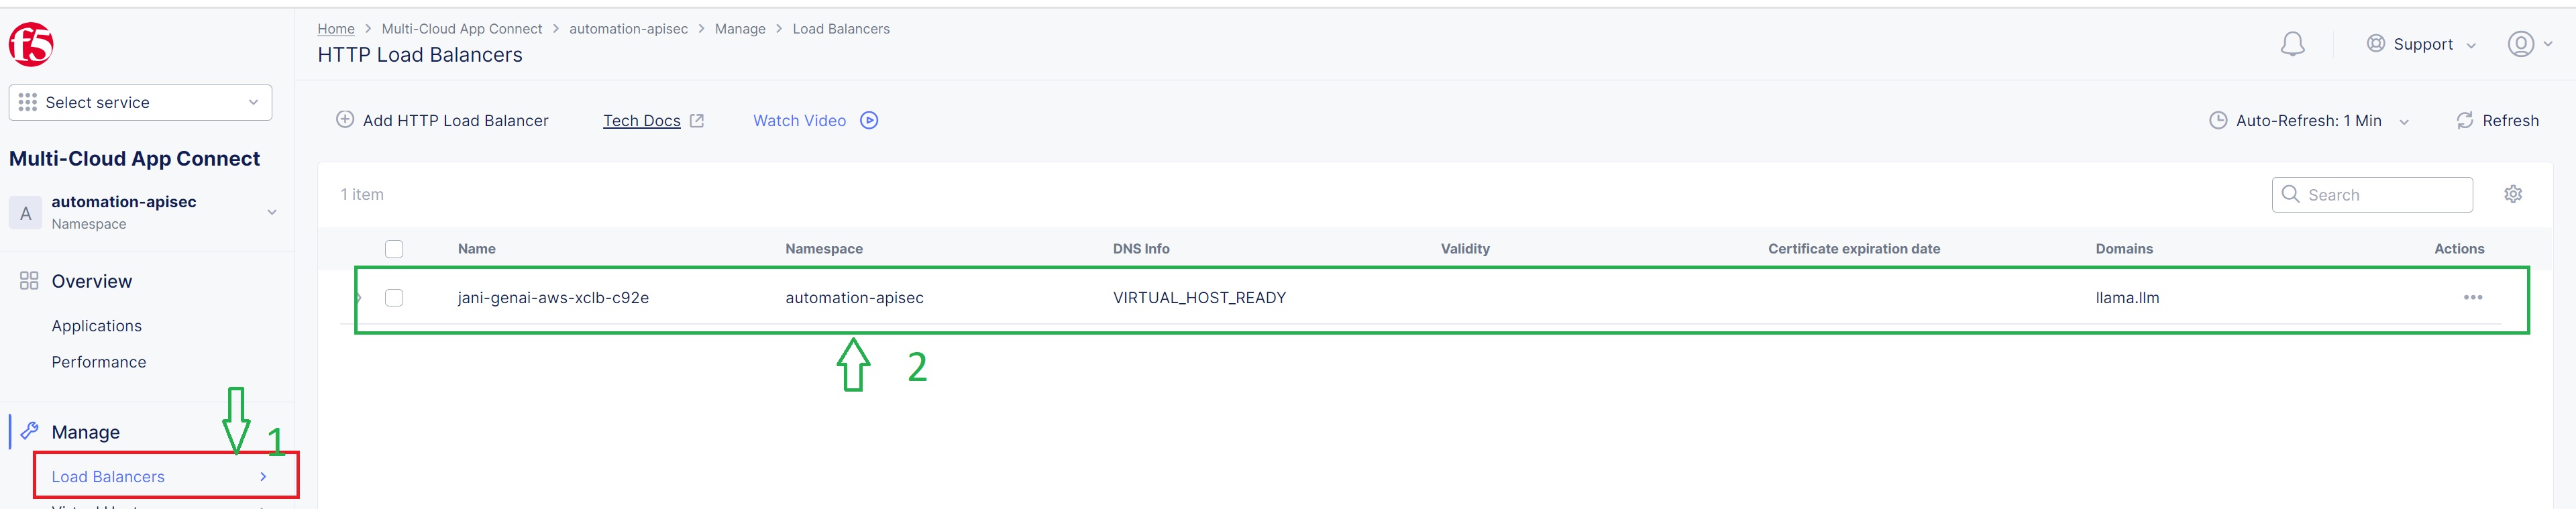 f5
Home > Multi-Cloud App Connect > automation-apisec > Manage > Load Balancers
HTTP Load Balancers
Support
Select service
Add HTTP Load Balancer
Tech Docs
Watch Video
Auto-Refresh: 1 Min
Refresh
Multi-Cloud App Connect
A
automation-apisec
Namespace
1 item
Search
Name Namespace DNS Info Validity Certificate expiration date Domains Actions
jani-genai-aws-xclb-c92e automation-apisec VIRTUAL_HOST_READY llama.llm
Overview
Applications
Performance
2
Manage
1
Load Balancers